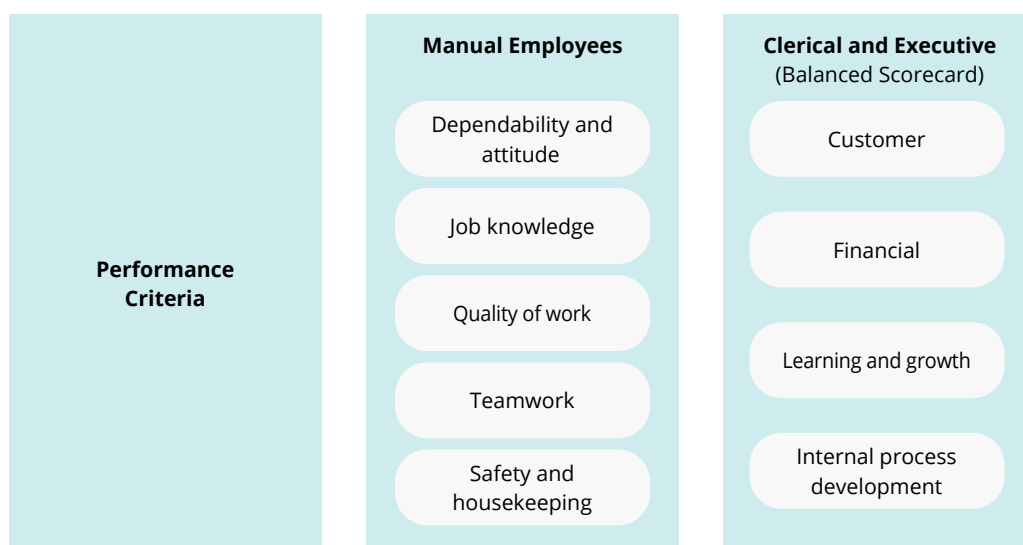 Performance
Criteria
Manual Employees
Dependability and
attitude
Job knowledge
Quality of work
Teamwork
Safety and
housekeeping
Clerical and Executive
(Balanced Scorecard)
Customer
Financial
Learning and growth
Internal process
development